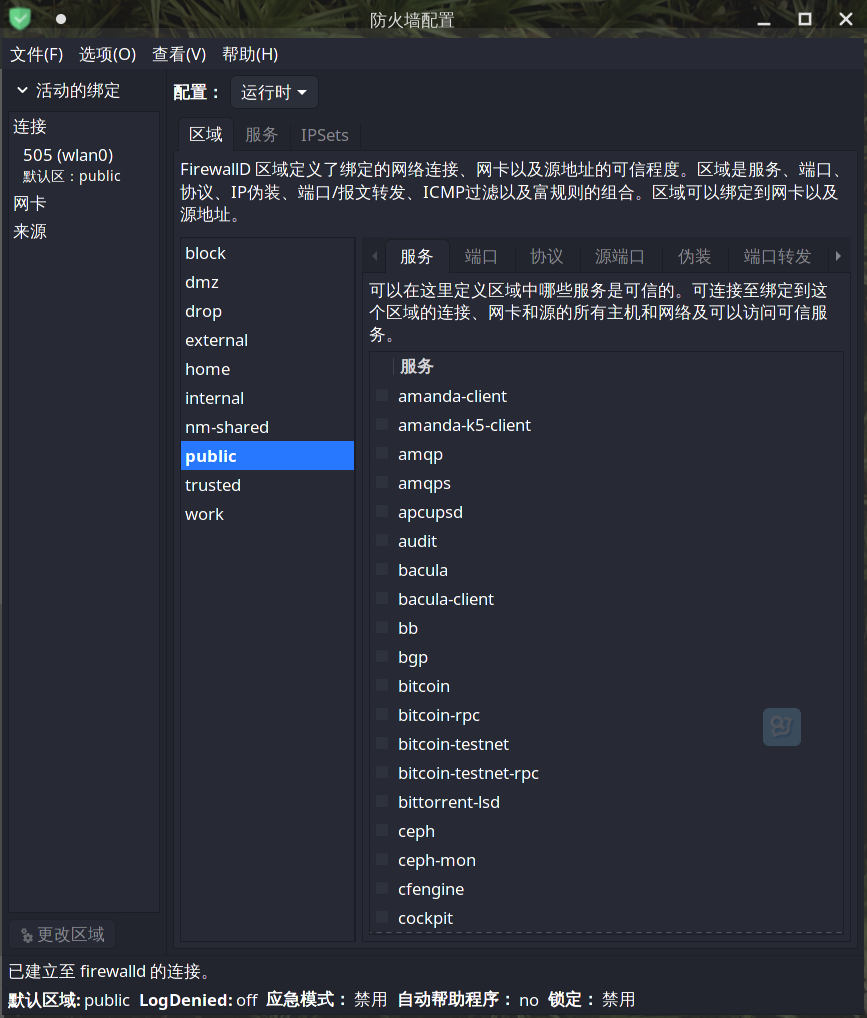 防火墙配置
文件(F) 选项(O) 查看(V) 帮助(H)
活动的绑定
连接
505 (wlan0)
默认区：public
网卡
来源
更改区域
配置： 运行时
区域 服务 IPSets
FirewallD 区域定义了绑定的网络连接、网卡以及源地址的可信程度。区域是服务、端口、
协议、IP伪装、端口/报文转发、ICMP过滤以及富规则的组合。区域可以绑定到网卡以及
源地址。
block
dmz
drop
external
home
internal
nm-shared
public
trusted
work
服务 端口 协议 源端口 伪装 端口转发
可以在这里定义区域中哪些服务是可信的。可连接至绑定到这
个区域的连接、网卡和源的所有主机和网络及可以访问可信服
务。
服务
amanda-client
amanda-k5-client
amqp
amqps
apcupsd
audit
bacula
bacula-client
bb
bgp
bitcoin
bitcoin-rpc
bitcoin-testnet
bitcoin-testnet-rpc
bittorrent-lsd
ceph
ceph-mon
cfengine
cockpit
已建立至 firewalld 的连接。
默认区域: public LogDenied: off 应急模式： 禁用 自动帮助程序： no 锁定： 禁用